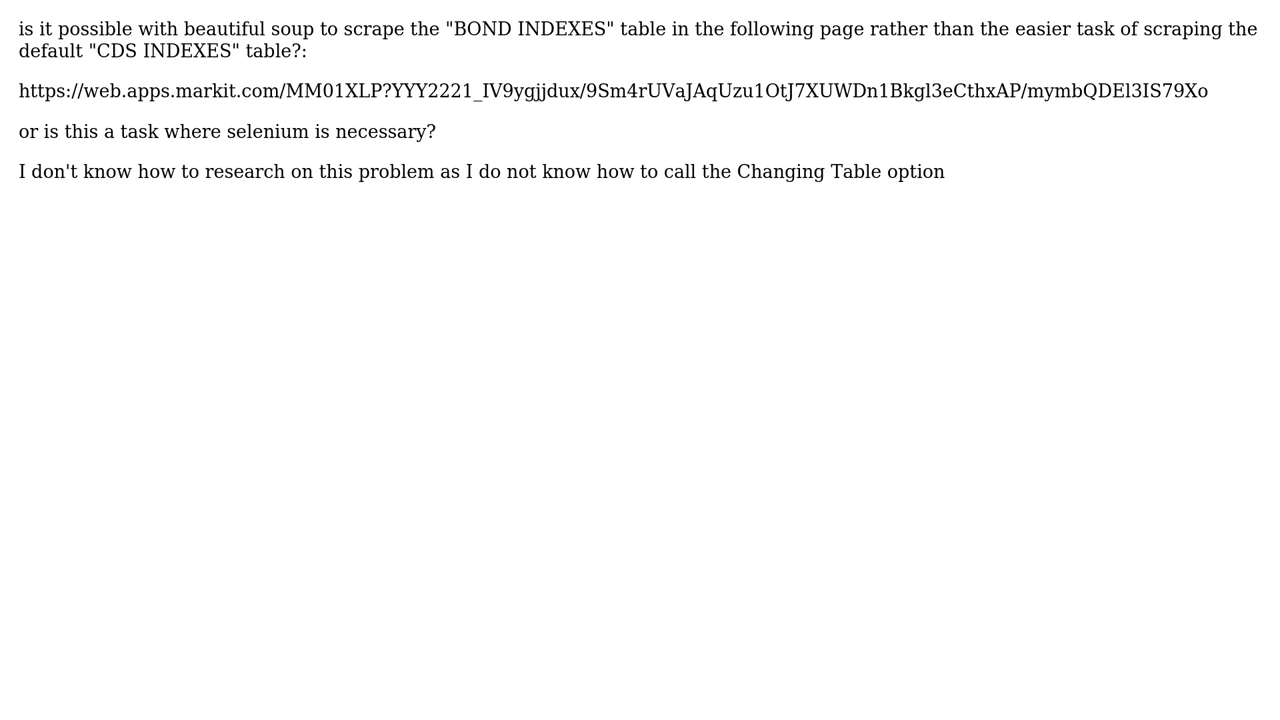 is it possible with beautiful soup to scrape the "BOND INDEXES" table in the following page rather than the easier task of scraping the
default "CDS INDEXES" table?:
https://web.apps.markit.com/MM01XLP?YYY2221_IV9ygjjdux/9Sm4rUVaJAqUzu1OtJ7XUWDn1Bkgl3eCthxAP/mymbQDEl3IS79Xo
or is this a task where selenium is necessary?
I don't know how to research on this problem as I do not know how to call the Changing Table option